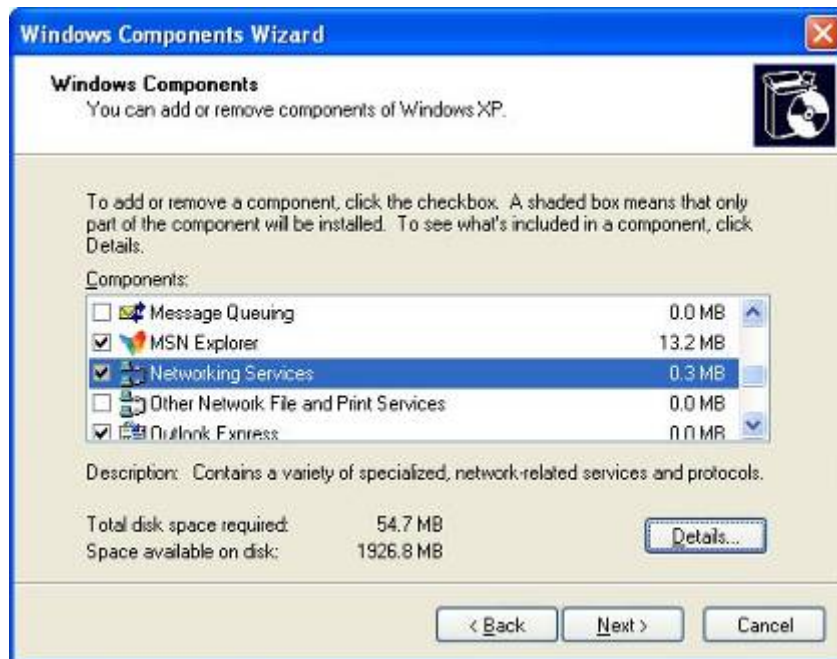 Windows Components Wizard
Windows Components
You can add or remove components of Windows XP.
To add or remove a component, click the checkbox. A shaded box means that only
part of the component will be installed. To see what's included in a component, click
Details.
Components:
Message Queuing 0.0 MB
MSN Explorer 13.2 MB
Networking Services 0.3 MB
Other Network File and Print Services 0.0 MB
Outlook Express 0.0 MB
Description: Contains a variety of specialized, network-related services and protocols.
Total disk space required: 54.7 MB
Space available on disk: 1926.8 MB
Details...
< Back Next > Cancel